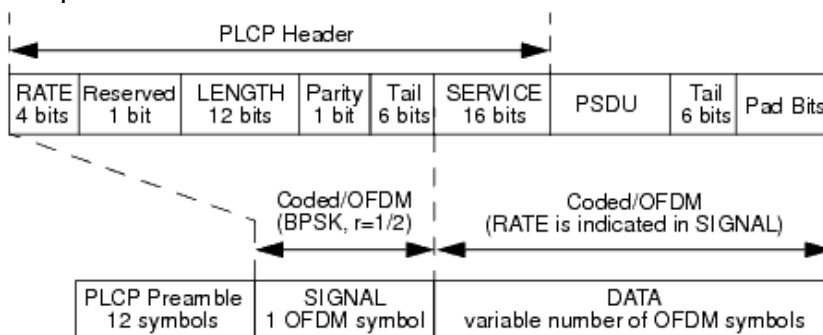 PLCP Header
RATE Reserved LENGTH Parity Tail SERVICE PSDU Tail Pad Bits
4 bits 1 bit 12 bits 1 bit 6 bits 16 bits 6 bits
Coded/OFDM Coded/OFDM
(BPSK, r=1/2) (RATE is indicated in SIGNAL)
PLCP Preamble SIGNAL DATA
12 symbols 1 OFDM symbol variable number of OFDM symbols